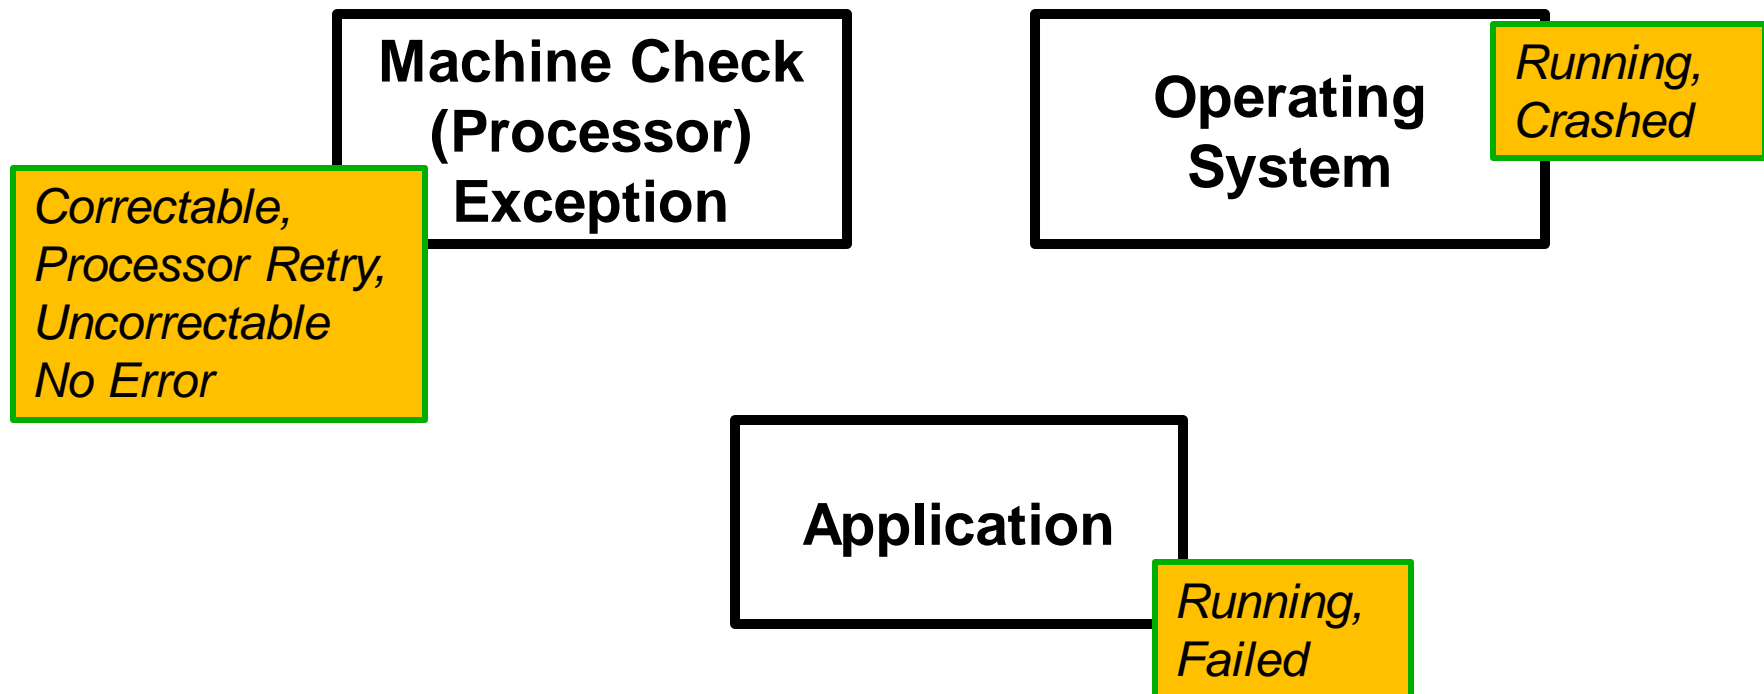 Machine Check
(Processor)
Exception
Correctable,
Processor Retry,
Uncorrectable
No Error
Operating
System
Running,
Crashed
Application
Running,
Failed